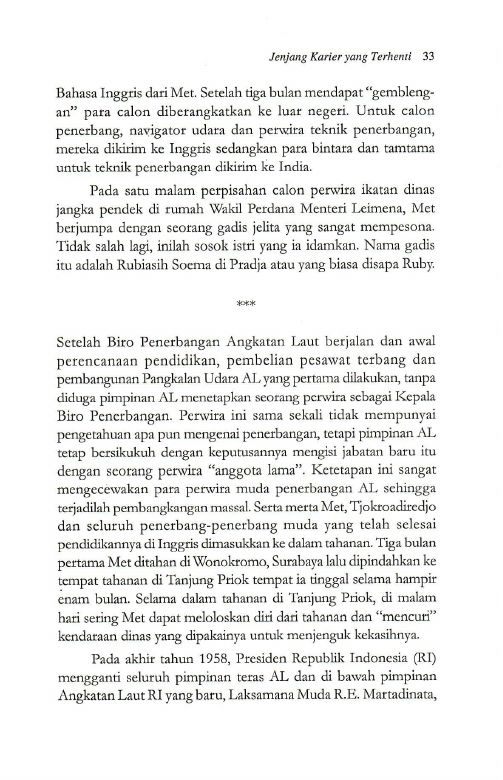 Jenjang Karier yang Terhenti 33
Bahasa Inggris dari Met. Setelah tiga bulan mendapat “gembleng-
an” para calon diberangkatkan ke luar negeri. Untuk calon
penerbang, navigator udara dan perwira teknik penerbangan,
mereka dikirim ke Inggris sedangkan para bintara dan tamtama
untuk teknik penerbangan dikirim ke India.
Pada satu malam perpisahan calon perwira ikatan dinas
jangka pendek di rumah Wakil Perdana Menteri Leimena, Met
berjumpa dengan seorang gadis jelita yang sangat mempesona.
Tidak salah lagi, inilah sosok istri yang ia idamkan. Nama gadis
itu adalah Rubiasih Soema di Pradja atau yang biasa disapa Ruby.
***
Setelah Biro Penerbangan Angkatan Laut berjalan dan awal
perencanaan pendidikan, pembelian pesawat terbang dan
pembangunan Pangkalan Udara AL yang pertama dilakukan, tanpa
diduga pimpinan AL menetapkan seorang perwira sebagai Kepala
Biro Penerbangan. Perwira ini sama sekali tidak mempunyai
pengetahuan apa pun mengenai penerbangan, tetapi pimpinan AL
tetap bersikukuh dengan keputusannya mengisi jabatan baru itu
dengan seorang perwira “anggota lama”. Ketetapan ini sangat
mengecewakan para perwira muda penerbangan AL sehingga
terjadilah pembangkangan massal. Serta merta Met, Tjokroadiredjo
dan seluruh penerbang-penerbang muda yang telah selesai
pendidikannya di Inggris dimasukkan ke dalam tahanan. Tiga bulan
pertama Met ditahan di Wonokromo, Surabaya lalu dipindahkan ke
tempat tahanan di Tanjung Priok tempat ia tinggal selama hampir
enam bulan. Selama dalam tahanan di Tanjung Priok, di malam
hari sering Met dapat meloloskan diri dari tahanan dan “mencuri”
kendaraan dinas yang dipakainya untuk menjenguk kekasihnya.
Pada akhir tahun 1958, Presiden Republik Indonesia (RI)
mengganti seluruh pimpinan teras AL dan di bawah pimpinan
Angkatan Laut RI yang baru, Laksamana Muda R.E. Martadinata,